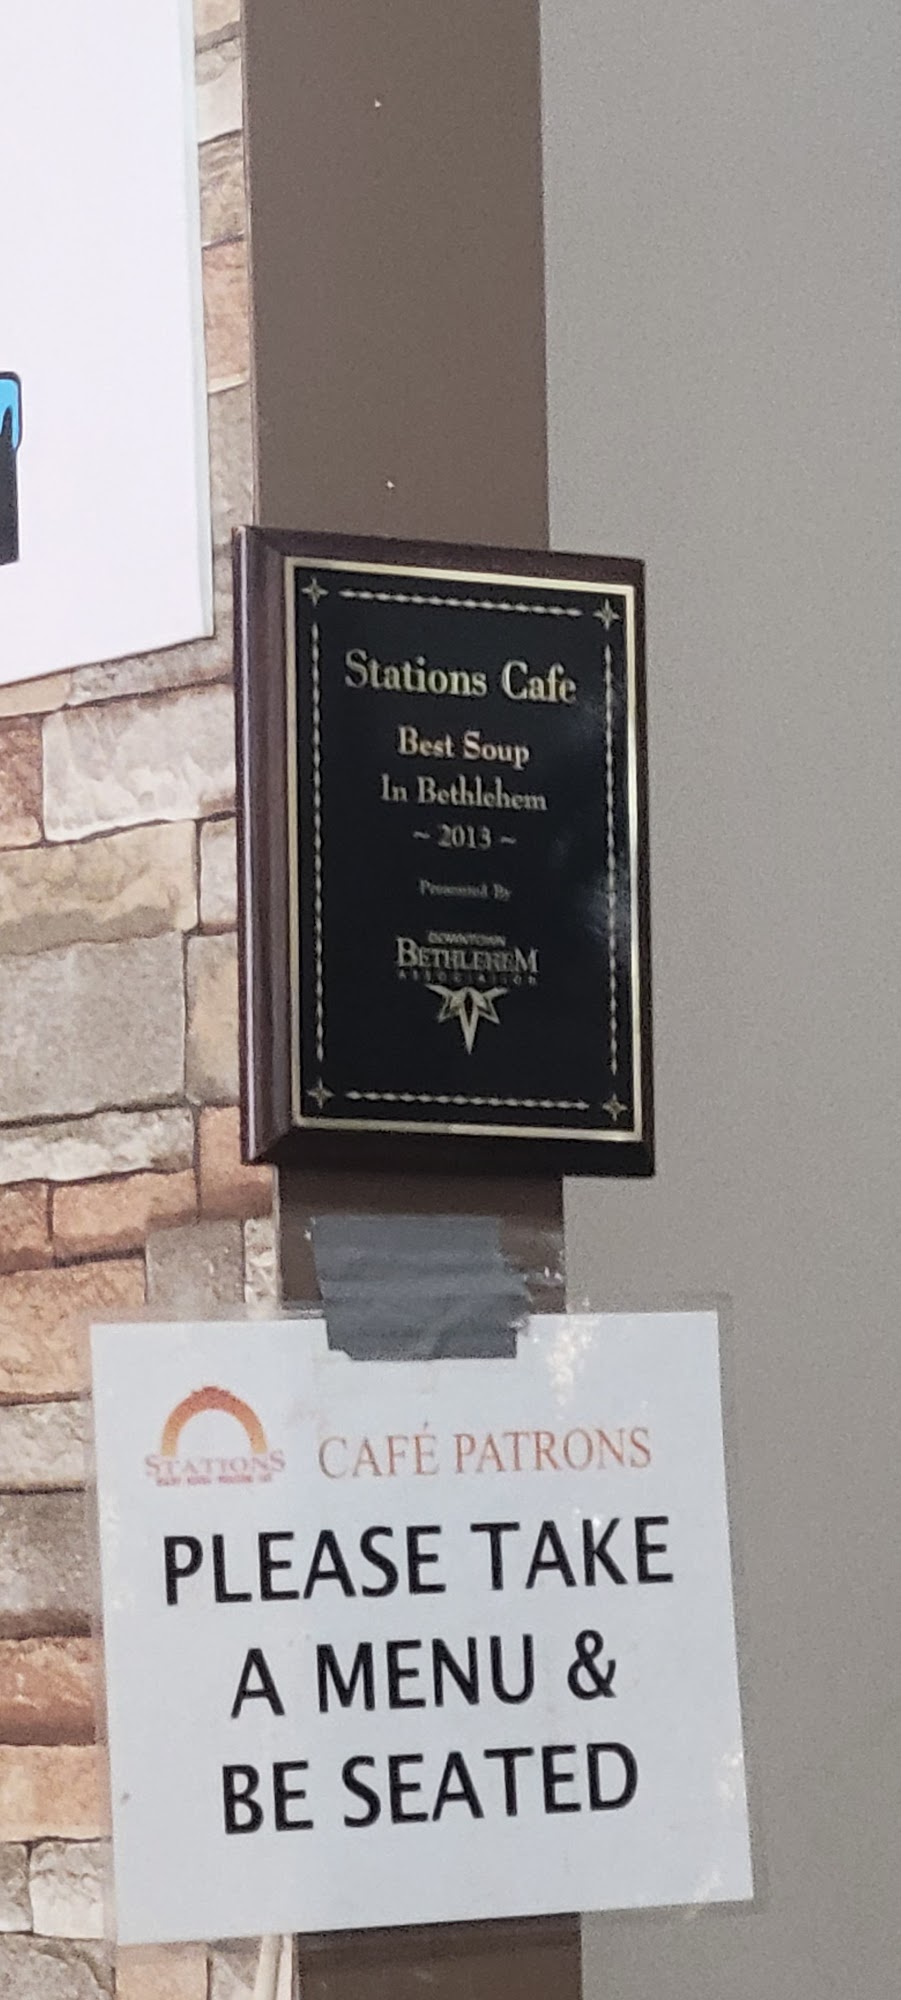 Stations Cafe
Best Soup
In Bethlehem
~ 2013 ~
Presented By
DOWNTOWN
BETHLEHEM
ASSOCIATION
STATIONS
CAFÉ PATRONS
PLEASE TAKE
A MENU &
BE SEATED